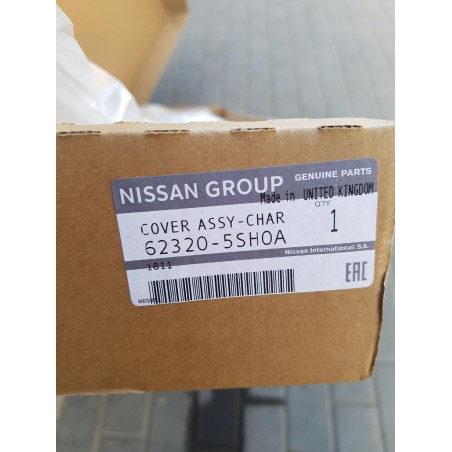 NISSAN GROUP
GENUINE PARTS
Made in UNITED KINGDOM
COVER ASSY-CHAR
QTY
62320-5SH0A
1
Nissan International S.A.
1811
EAC